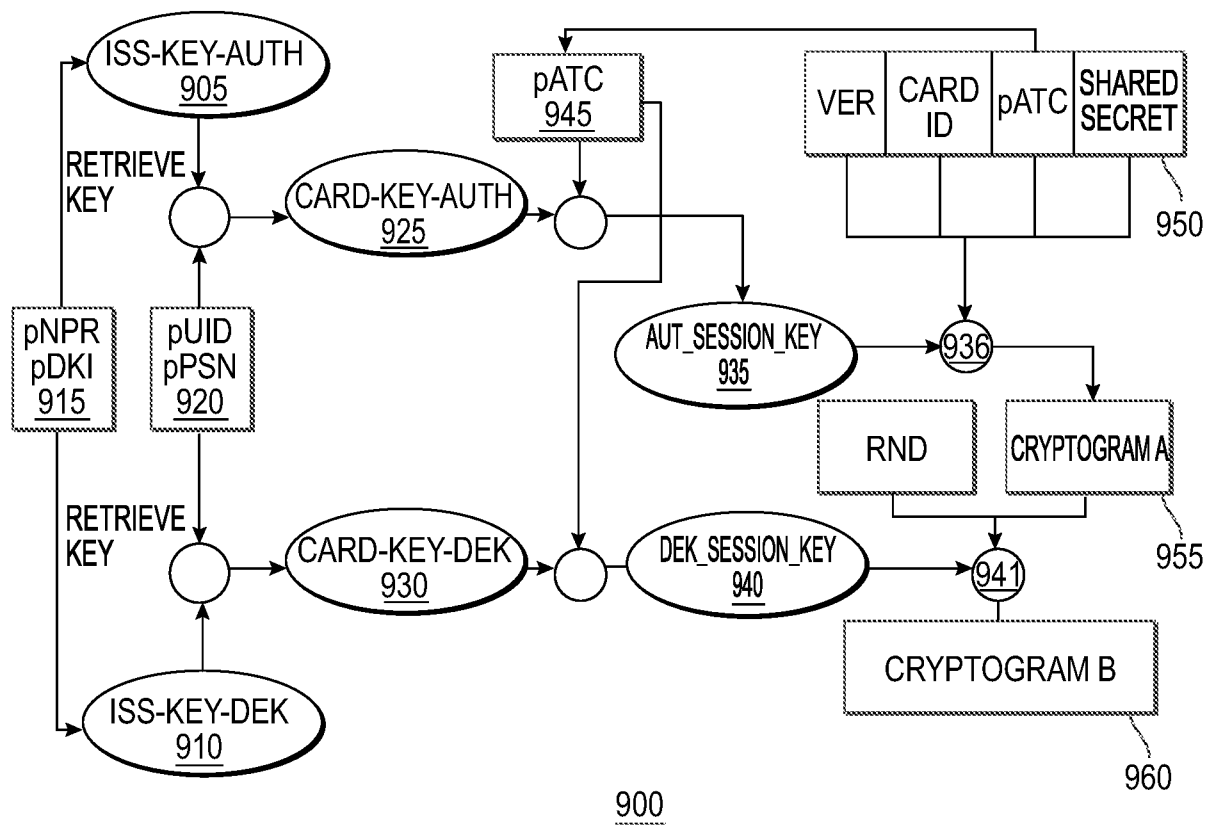 ISS-KEY-AUTH
905
pATC
945
VER
CARD
ID
pATC
SHARED
SECRET
950
RETRIEVE
KEY
CARD-KEY-AUTH
925
pNPR
pDKI
915
pUID
pPSN
920
AUT_SESSION_KEY
935
936
RND
CRYPTOGRAM A
955
RETRIEVE
KEY
CARD-KEY-DEK
930
DEK_SESSION_KEY
940
941
CRYPTOGRAM B
960
ISS-KEY-DEK
910
900